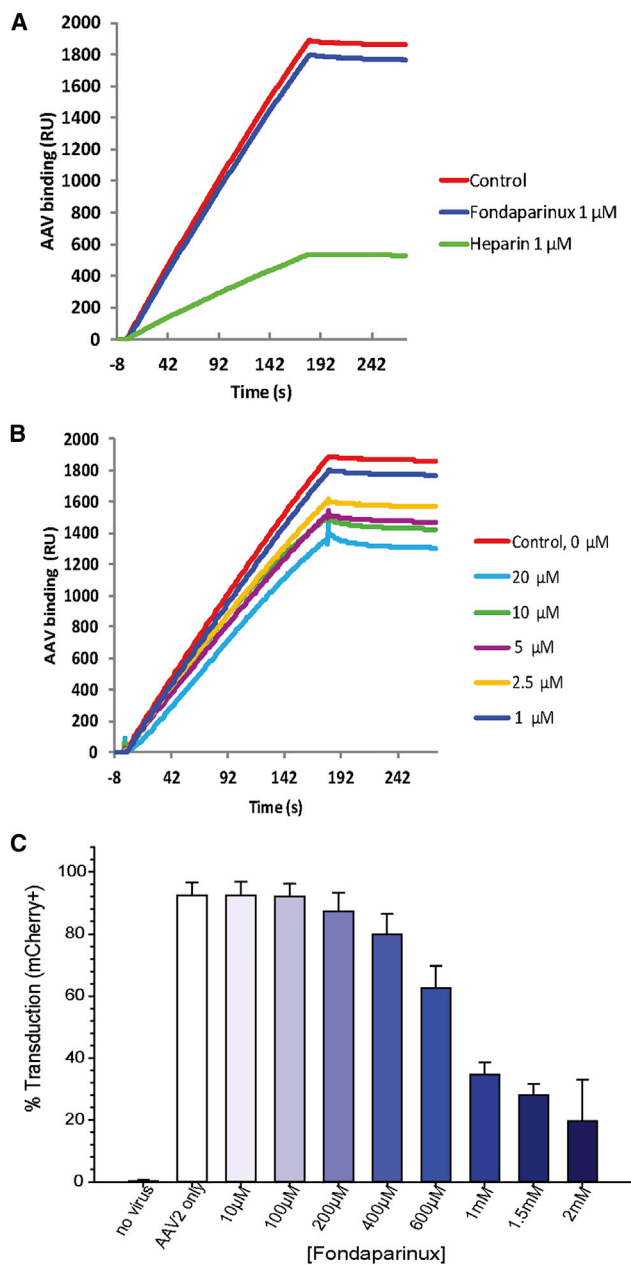 A
2000
1800
1600
1400
1200
1000
800
600
400
200
0
AAV binding (RU)
-8 42 92 142 192 242
Time (s)
Control
Fondaparinux 1 µM
Heparin 1 µM
B
2000
1800
1600
1400
1200
1000
800
600
400
200
0
AAV binding (RU)
-8 42 92 142 192 242
Time (s)
Control, 0 µM
20 µM
10 µM
5 µM
2.5 µM
1 µM
C
100
80
60
40
20
0
% Transduction (mCherry+)
no virus
AAV2 only
10µM
100µM
200µM
400µM
600µM
1mM
1.5mM
2mM
[Fondaparinux]